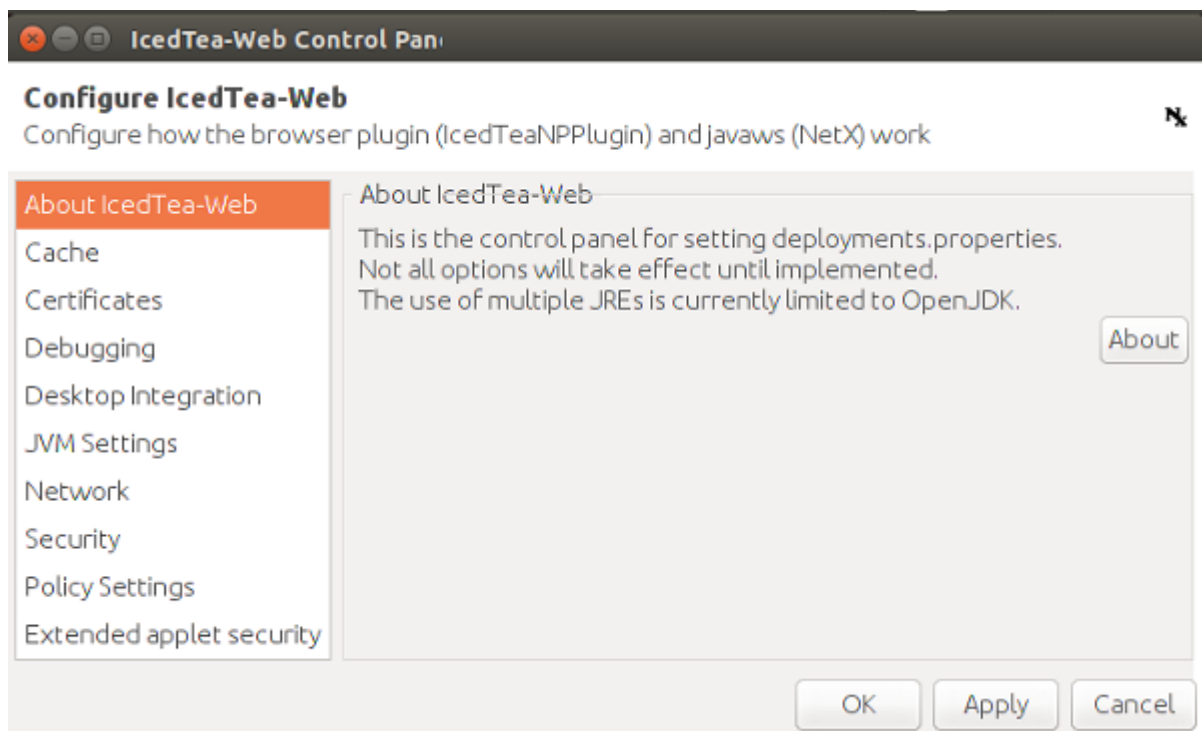 IcedTea-Web Control Pan
Configure IcedTea-Web
Configure how the browser plugin (IcedTeaNPPlugin) and javaws (NetX) work
About IcedTea-Web
Cache
Certificates
Debugging
Desktop Integration
JVM Settings
Network
Security
Policy Settings
Extended applet security
About IcedTea-Web
This is the control panel for setting deployments.properties.
Not all options will take effect until implemented.
The use of multiple JREs is currently limited to OpenJDK.
About
OK
Apply
Cancel